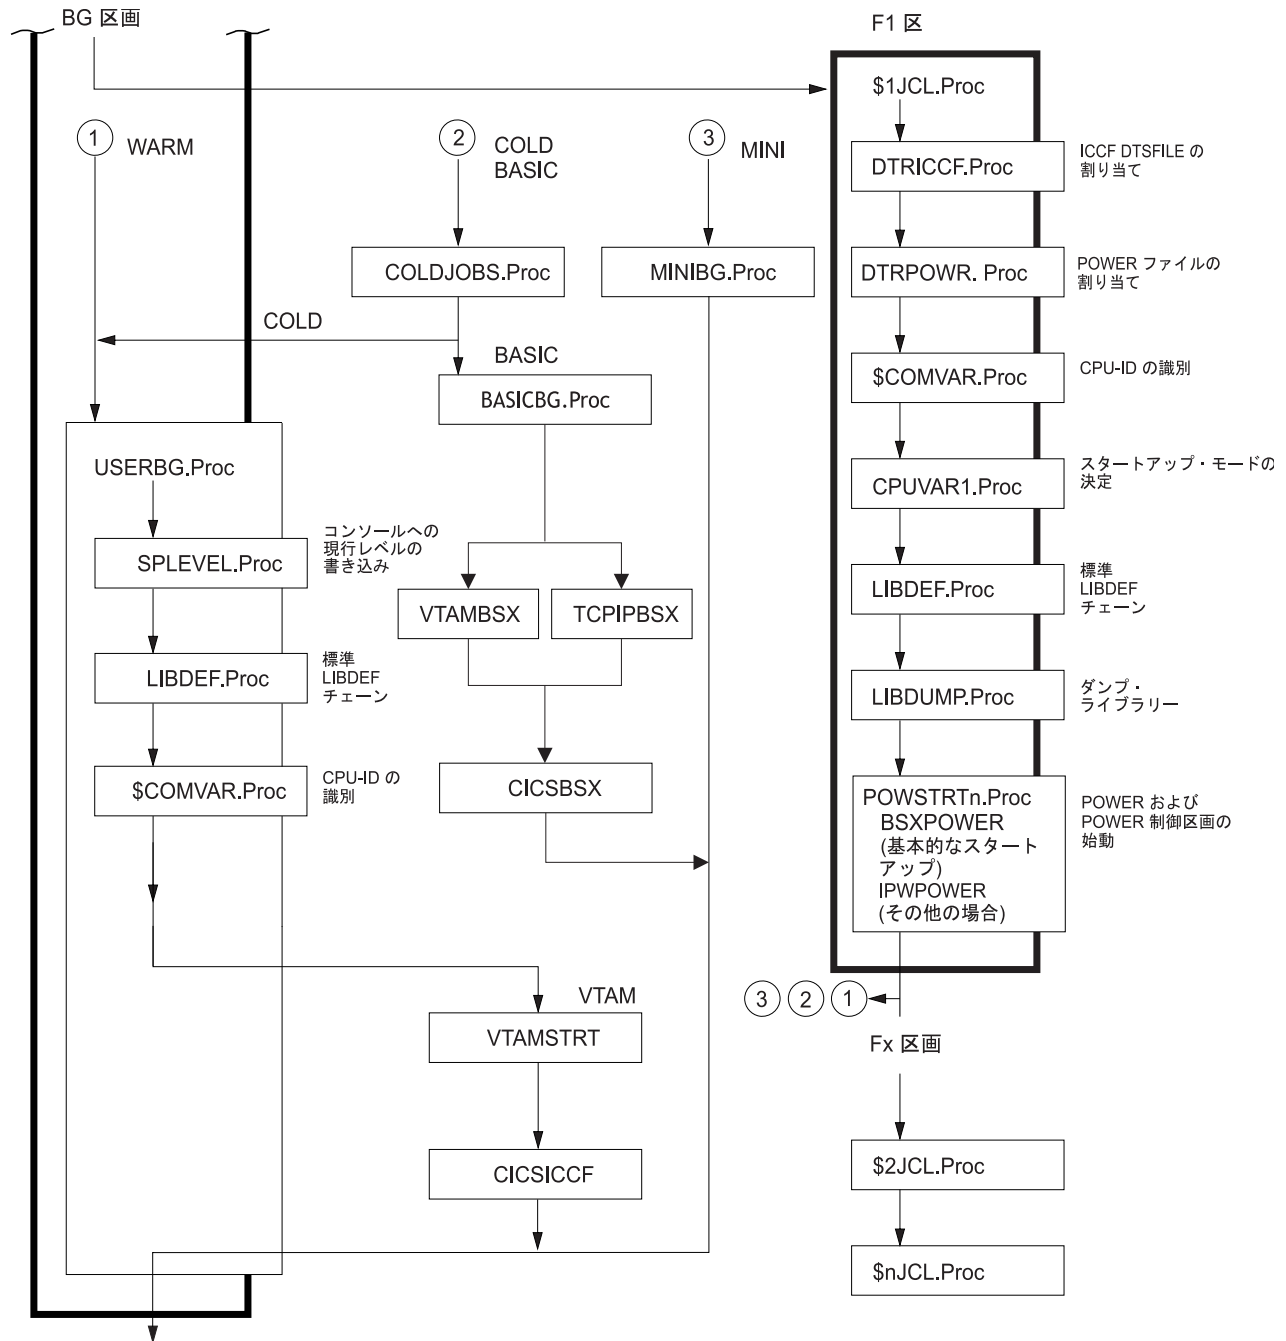 BG 区画
F1 区
1
WARM
2
COLD
BASIC
3
MINI
COLDJOBS.Proc
MINIBG.Proc
COLD
BASIC
BASICBG.Proc
USERBG.Proc
SPLEVEL.Proc
コンソールへの
現行レベルの
書き込み
LIBDEF.Proc
標準
LIBDEF
チェーン
$COMVAR.Proc
CPU-ID の
識別
VTAMBSX
TCPIPBSX
CICSBSX
VTAM
VTAMSTRT
CICSICCF
$1JCL.Proc
DTRICCF.Proc
ICCF DTSFILE の
割り当て
DTRPOWR. Proc
POWER ファイルの
割り当て
$COMVAR.Proc
CPU-ID の識別
CPUVAR1.Proc
スタートアップ・モードの
決定
LIBDEF.Proc
標準
LIBDEF
チェーン
LIBDUMP.Proc
ダンプ・
ライブラリー
POWSTRTn.Proc
BSXPOWER
(基本的なスタート
アップ)
IPWPOWER
(その他の場合)
POWER および
POWER 制御区画の
始動
3 2 1
Fx 区画
$2JCL.Proc
$nJCL.Proc